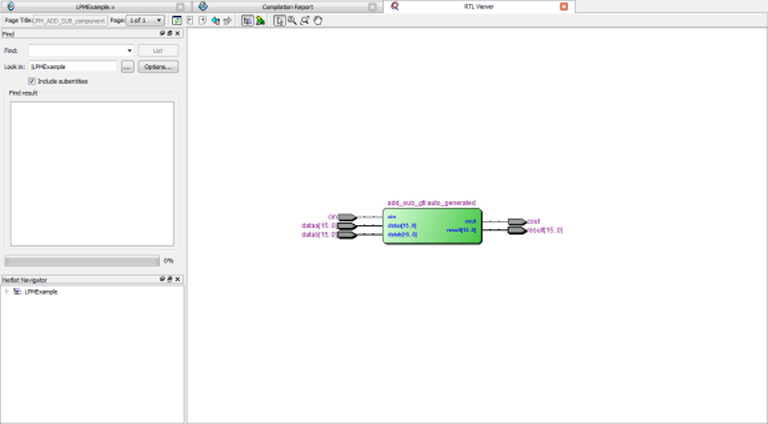 LPMExample.v
Compilation Report
RTL Viewer
Page Title: PM_ADD_SUB_component Page: 1 of 1
Find
Find:
List
Look in: LPMExample
...
Options...
Include subentities
Find result
0%
Netlist Navigator
LPMExample
auto_generated
cin
cin
cout
cout
dataa[15..0]
dataa[15..0]
result[15..0]
result[15..0]
datab[15..0]
datab[15..0]